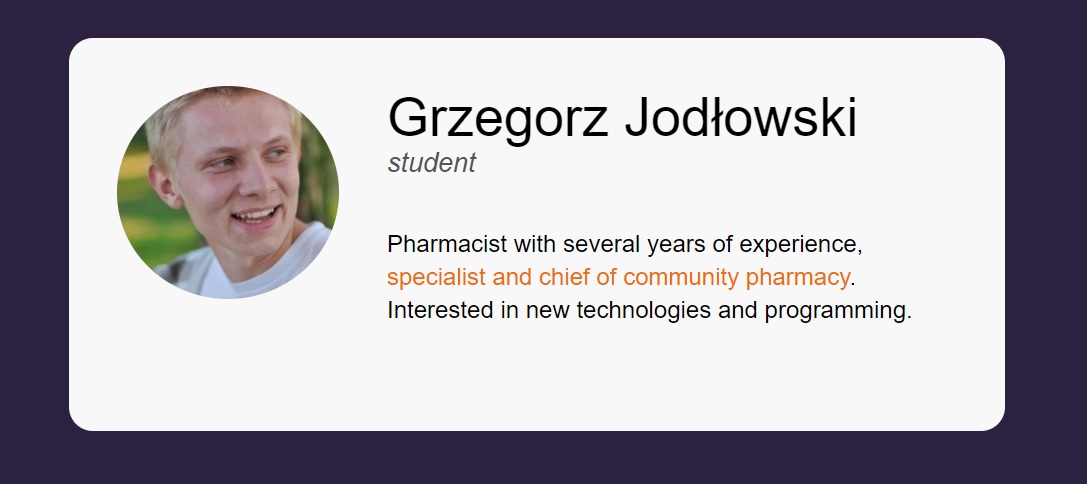 Grzegorz Jodłowski
student
Pharmacist with several years of experience,
specialist and chief of community pharmacy.
Interested in new technologies and programming.